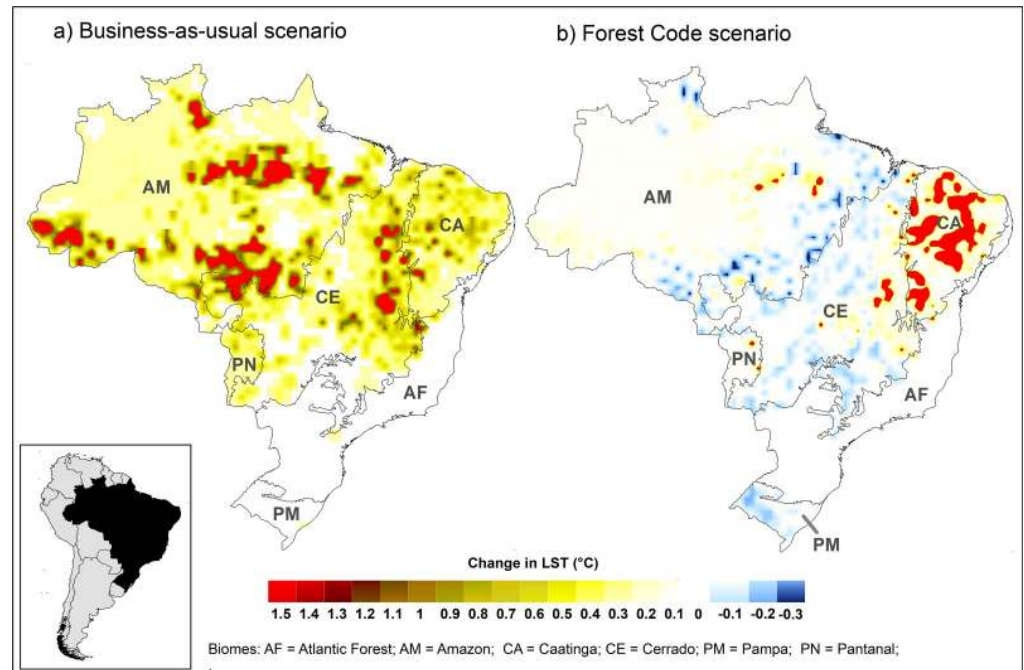 a) Business-as-usual scenario
b) Forest Code scenario
AM
CA
CE
PN
AF
PM
AM
CA
CE
PN
AF
PM
Change in LST (°C)
1.5 1.4 1.3 1.2 1.1 1 0.9 0.8 0.7 0.6 0.5 0.4 0.3 0.2 0.1 0 -0.1 -0.2 -0.3
Biomes: AF = Atlantic Forest; AM = Amazon; CA = Caatinga; CE = Cerrado; PM = Pampa; PN = Pantanal;